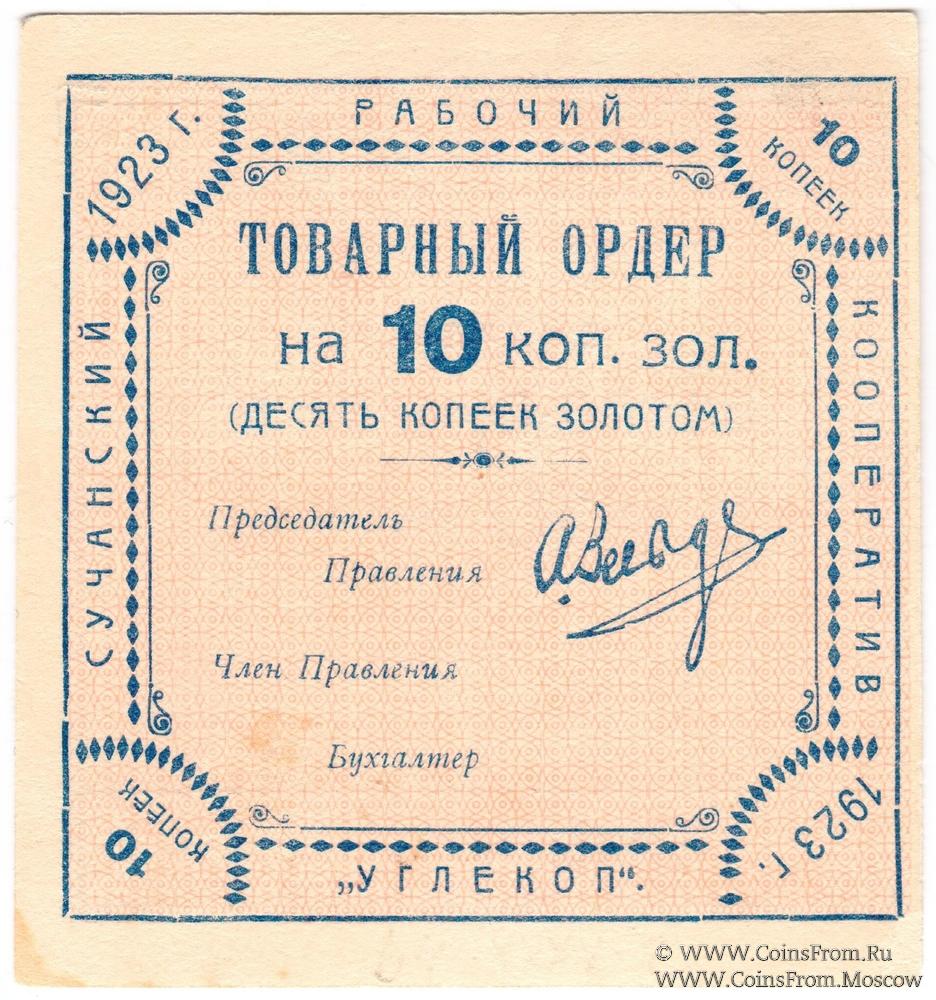 1923 г.
РАБОЧИЙ
10
КОПЕЕК
СУЧАНСКИЙ
ТОВАРНЫЙ ОРДЕР
на 10 коп. зол.
(ДЕСЯТЬ КОПЕЕК ЗОЛОТОМ)
КООПЕРАТИВ
Председатель
Правления
Член Правления
Бухгалтер
10
КОПЕЕК
„УГЛЕКОП“.
1923 г.
© WWW.CoinsFrom.Ru
WWW.CoinsFrom.Moscow